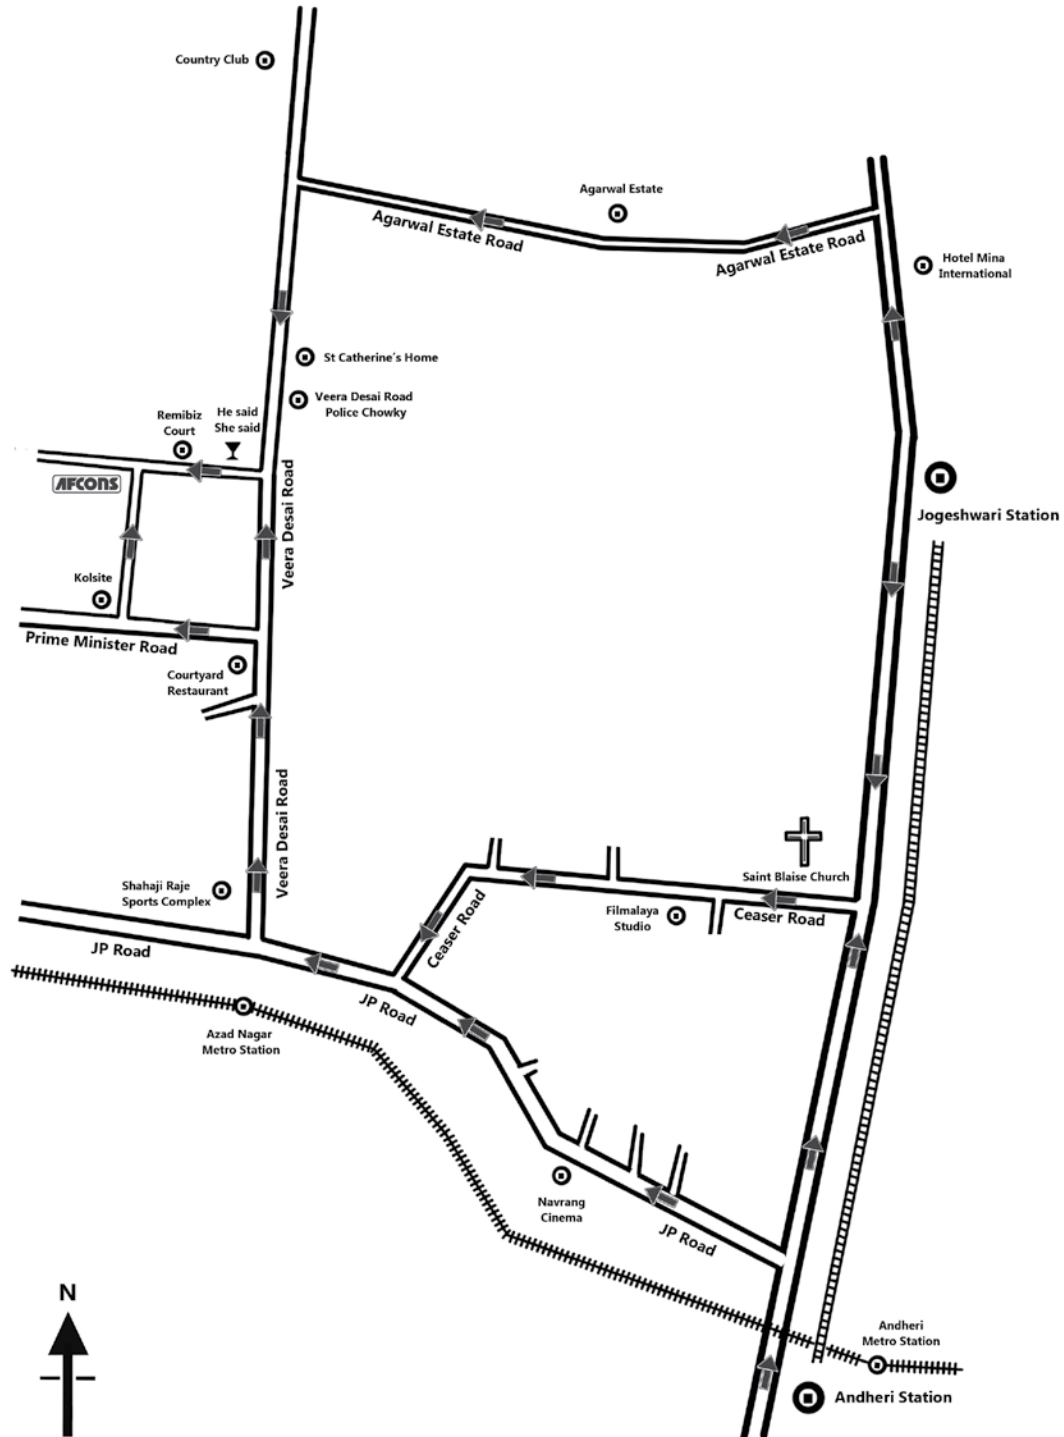 Country Club
Agarwal Estate
Agarwal Estate Road
Agarwal Estate Road
Hotel Mina
International
St Catherine's Home
Veera Desai Road
Police Chowky
He said
She said
Remibiz
Court
AFCONS
Veera Desai Road
Jogeshwari Station
Kolsite
Prime Minister Road
Courtyard
Restaurant
Veera Desai Road
Saint Blaise Church
Shahaji Raje
Sports Complex
Ceaser Road
Filmalaya
Studio
Ceaser Road
JP Road
JP Road
Azad Nagar
Metro Station
Navrang
Cinema
JP Road
N
Andheri
Metro Station
Andheri Station